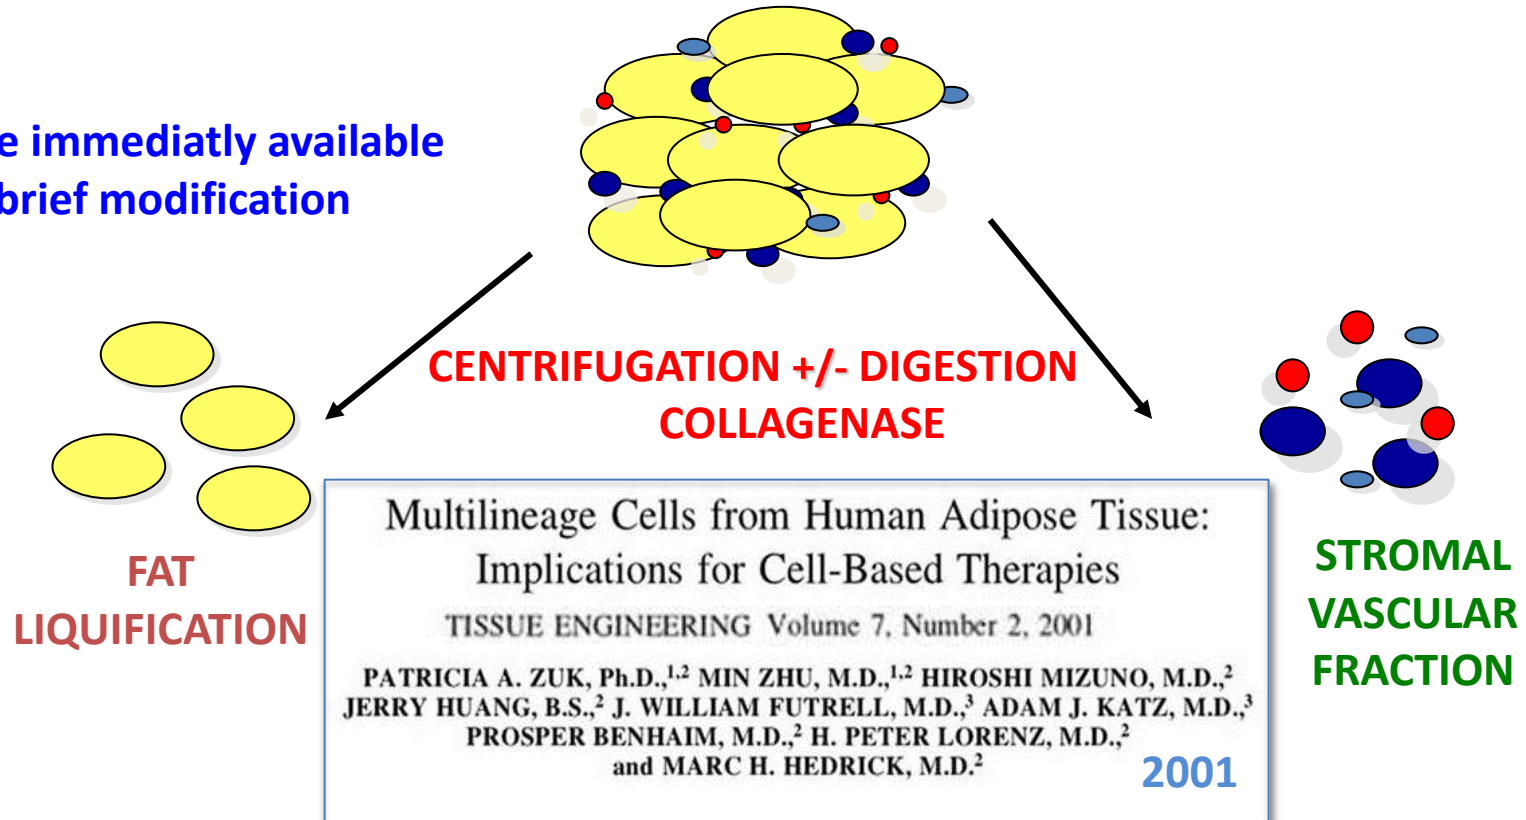 e immediatly available
brief modification
CENTRIFUGATION +/- DIGESTION
COLLAGENASE
FAT
LIQUIFICATION
STROMAL
VASCULAR
FRACTION
Multilineage Cells from Human Adipose Tissue:
Implications for Cell-Based Therapies
TISSUE ENGINEERING Volume 7, Number 2, 2001
PATRICIA A. ZUK, Ph.D.,1,2 MIN ZHU, M.D.,1,2 HIROSHI MIZUNO, M.D.,2
JERRY HUANG, B.S.,2 J. WILLIAM FUTRELL, M.D.,3 ADAM J. KATZ, M.D.,3
PROSPER BENHAIM, M.D.,2 H. PETER LORENZ, M.D.,2
and MARC H. HEDRICK, M.D.2
2001